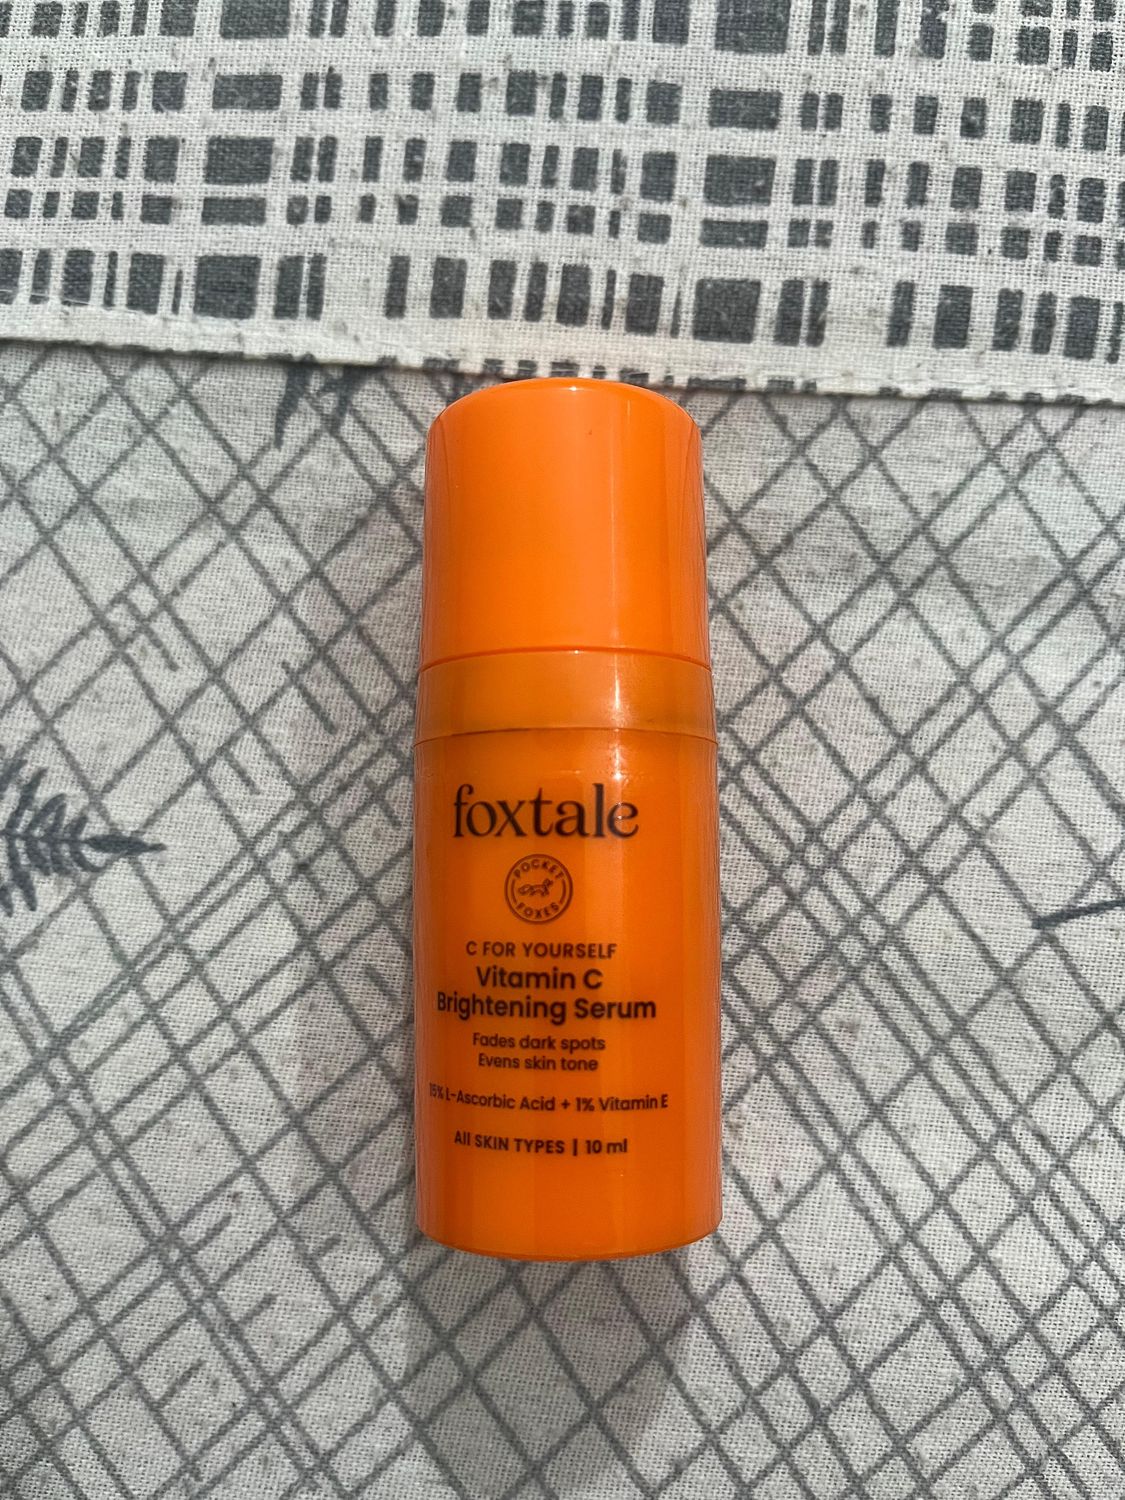 foxtale
POCKET
FOXES
C FOR YOURSELF
Vitamin C
Brightening Serum
Fades dark spots
Evens skin tone
15% L-Ascorbic Acid + 1% Vitamin E
All SKIN TYPES | 10 ml